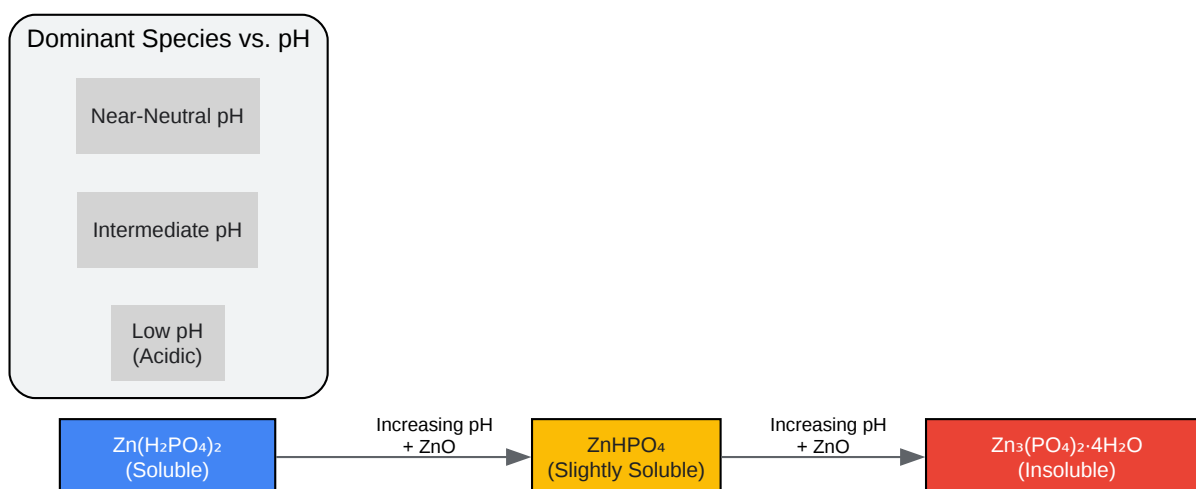 Dominant Species vs. pH
Near-Neutral pH
Intermediate pH
Low pH
(Acidic)
Zn(H₂PO₄)₂
(Soluble)
Increasing pH
+ ZnO
ZnHPO₄
(Slightly Soluble)
Increasing pH
+ ZnO
Zn₃(PO₄)₂·4H₂O
(Insoluble)